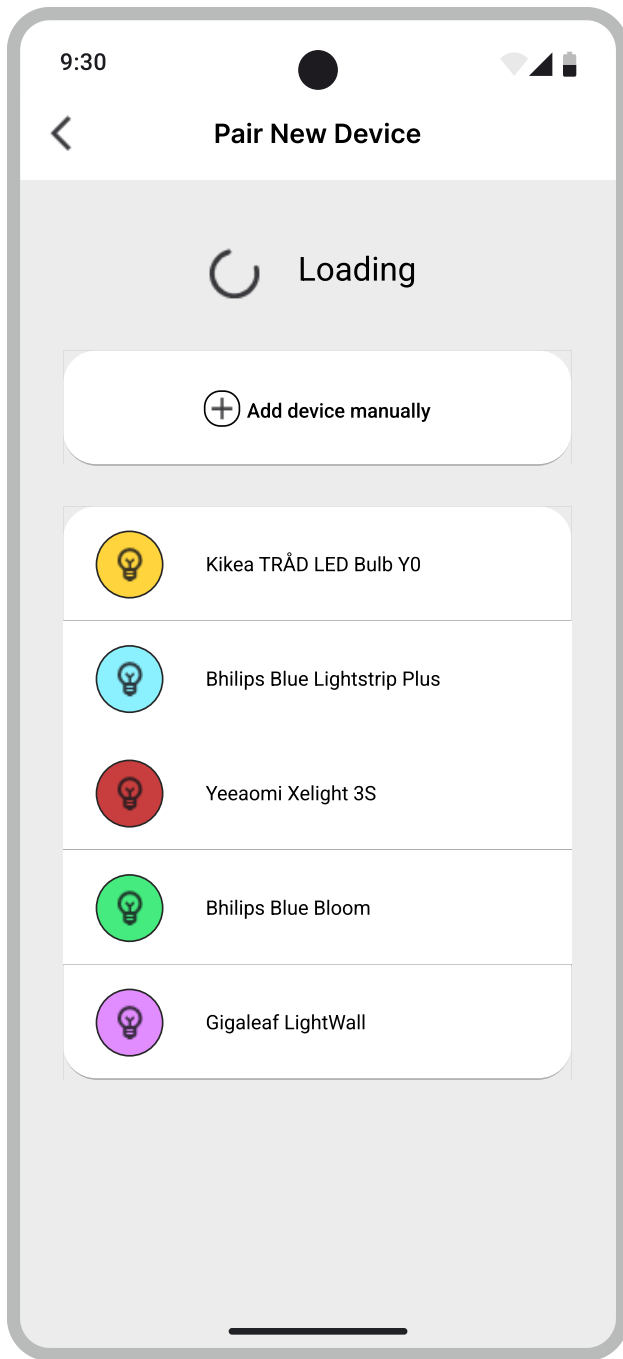 9:30
Pair New Device
Loading
Add device manually
Kikea TRÅD LED Bulb Y0
Bhilips Blue Lightstrip Plus
Yeeaomi Xelight 3S
Bhilips Blue Bloom
Gigaleaf LightWall